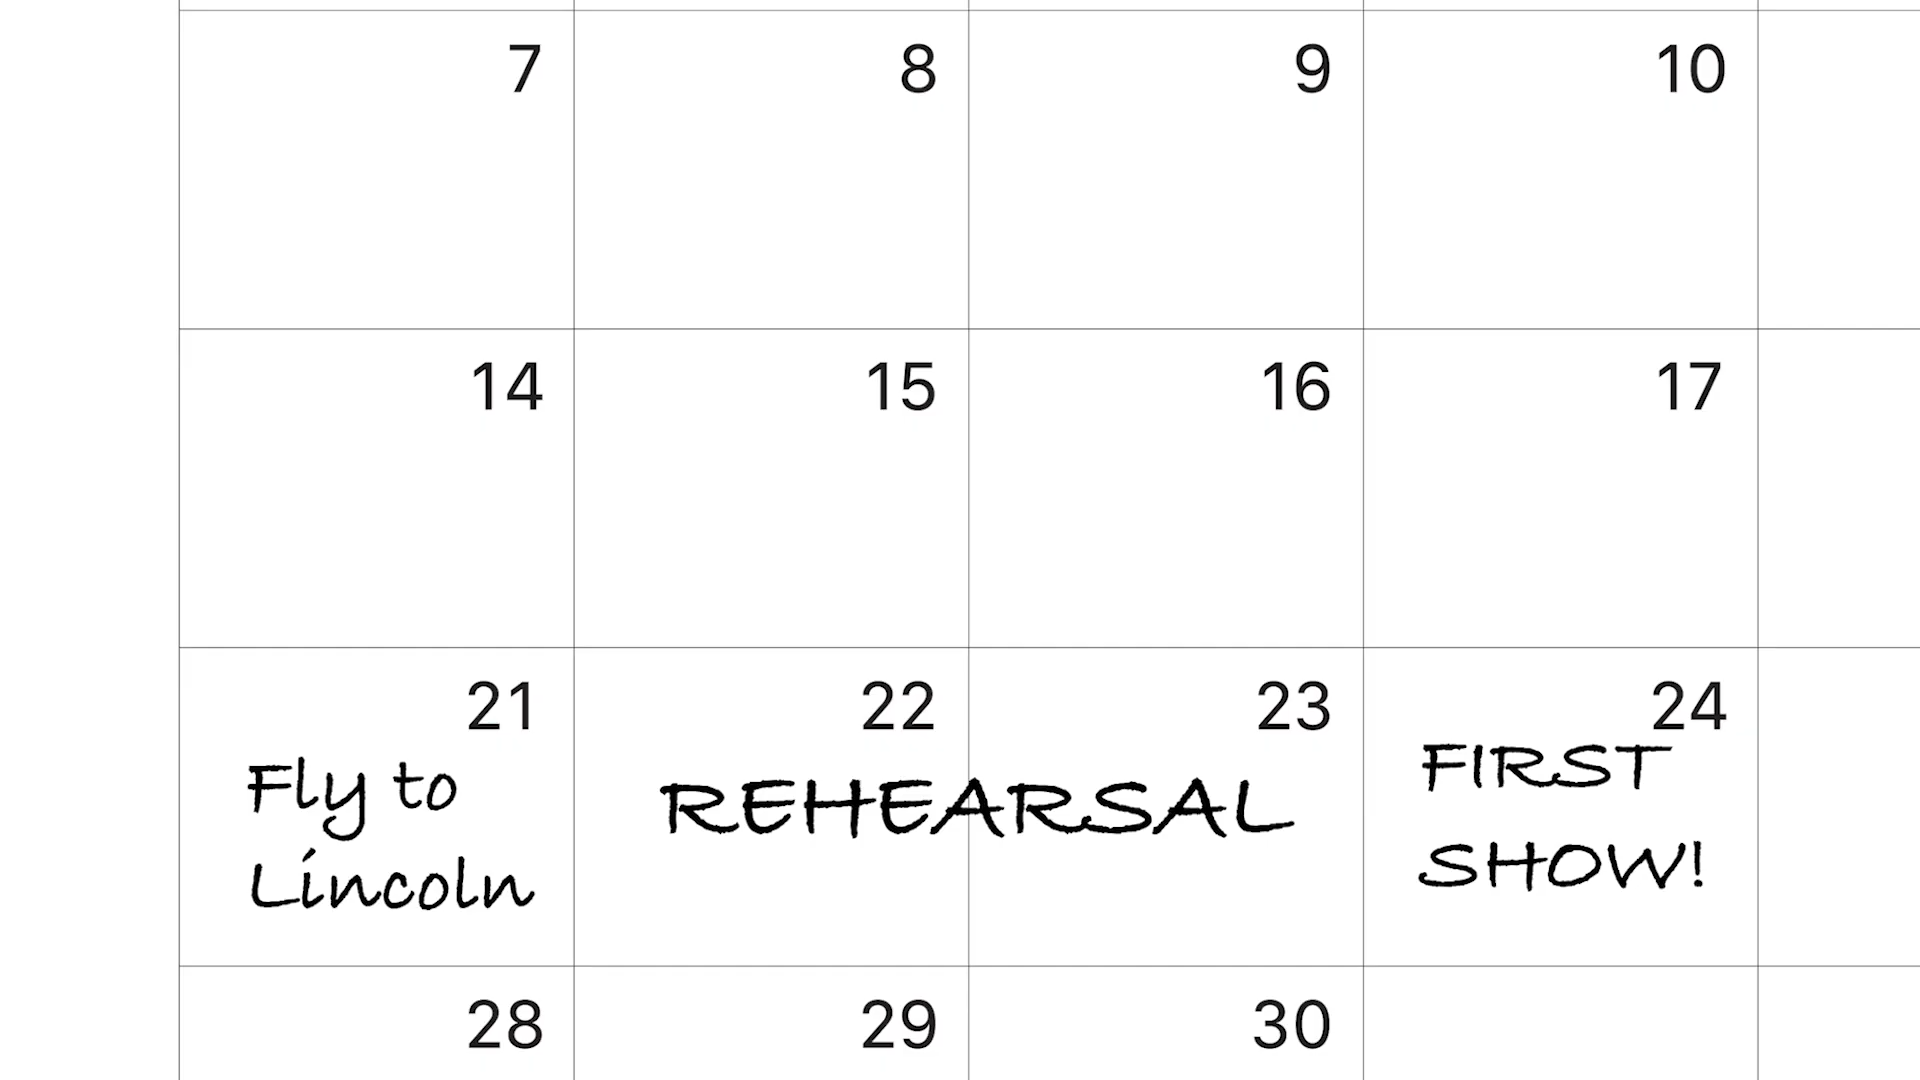 7 8 9 10
14 15 16 17
21 22 23 24
Fly to
Lincoln
REHEARSAL
FIRST
SHOW!
28 29 30